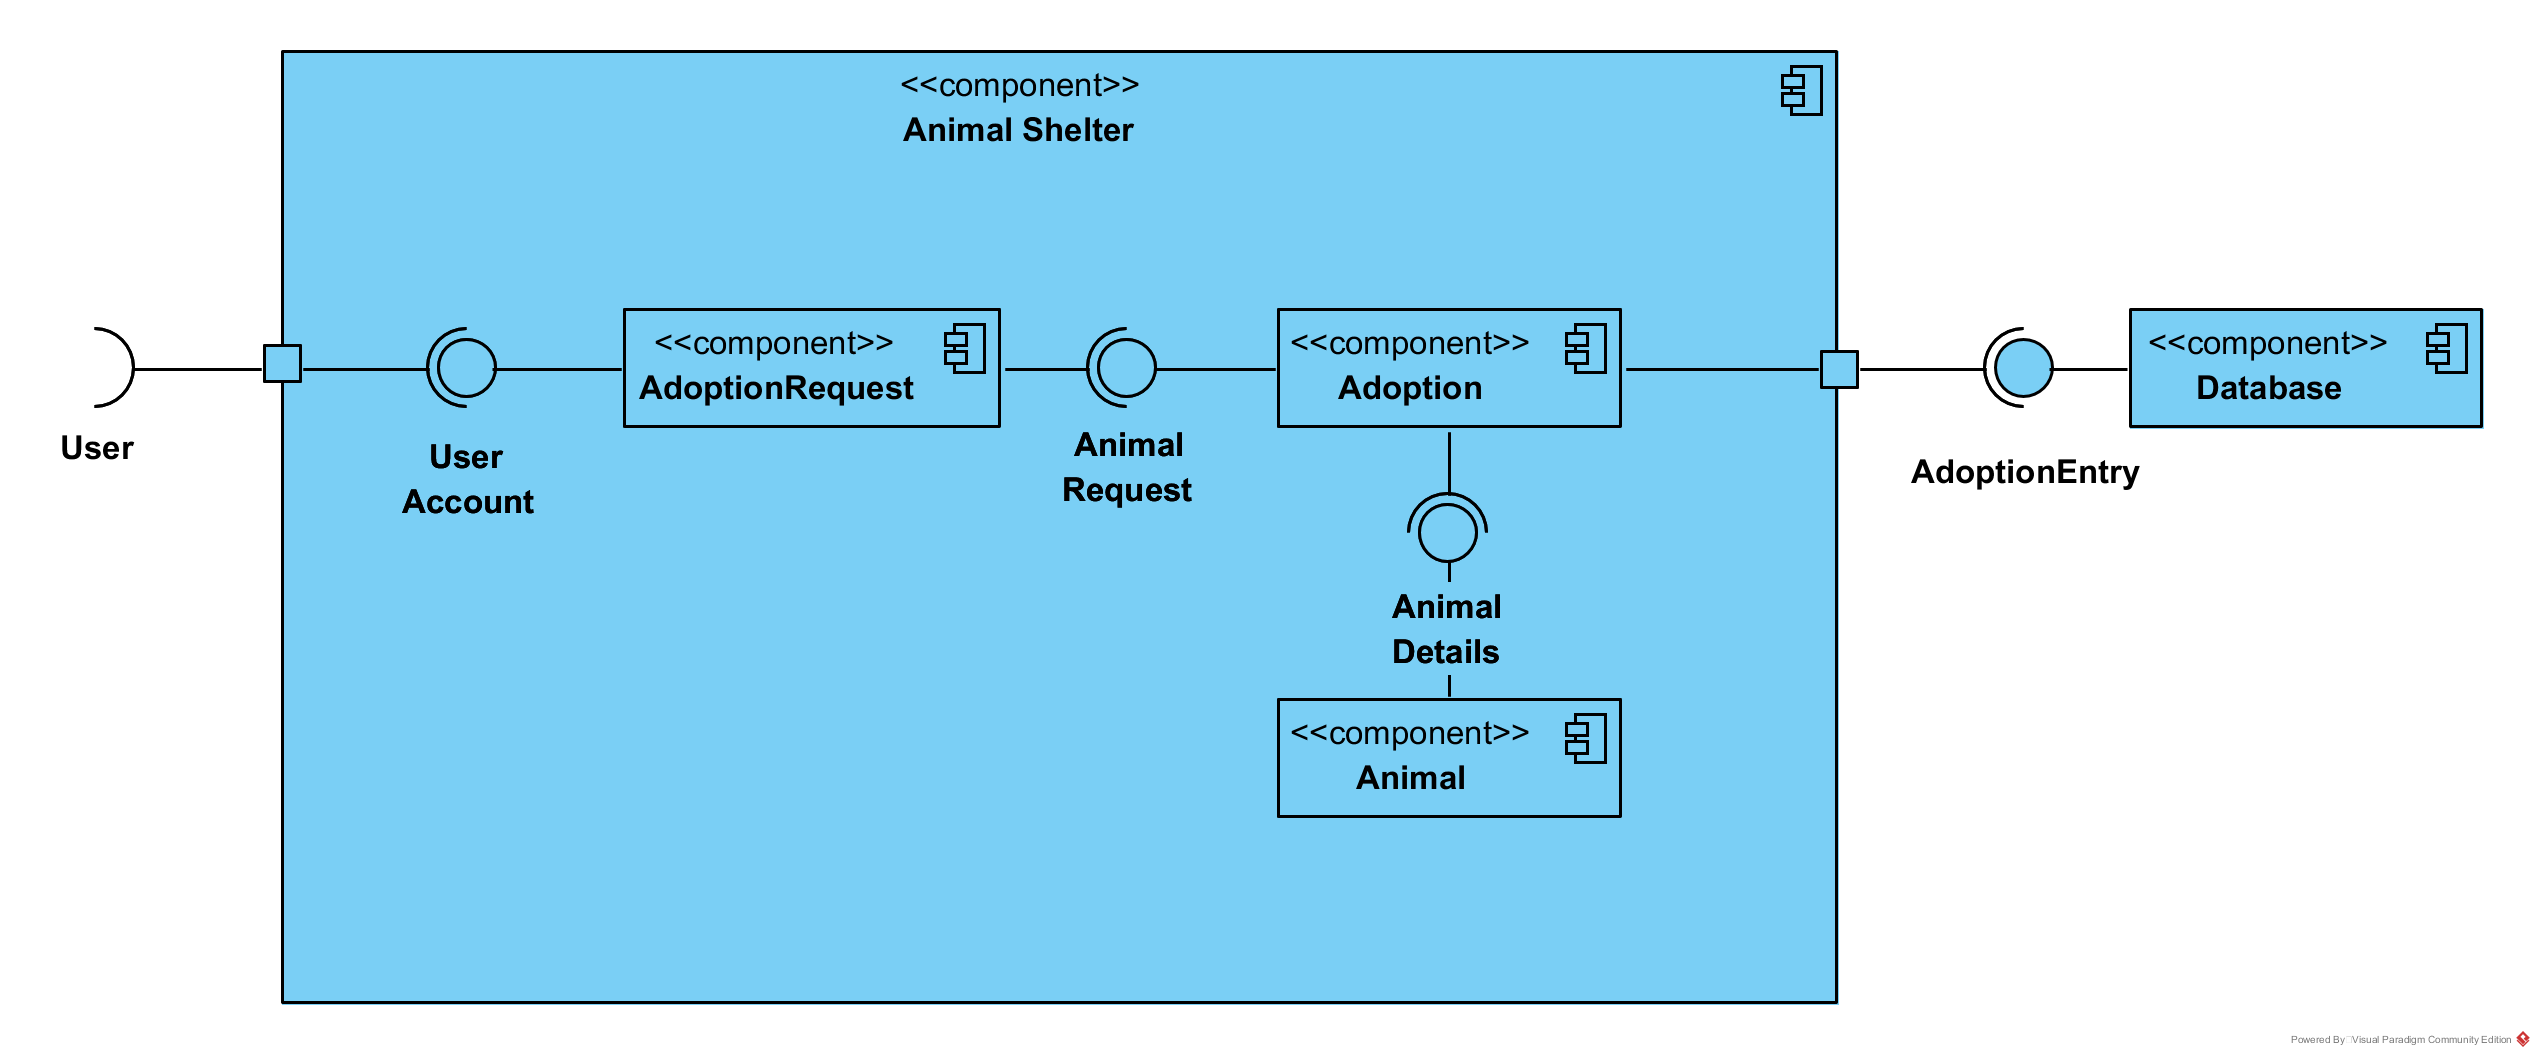 <<component>>
Animal Shelter
User
User
Account
<<component>>
AdoptionRequest
Animal
Request
<<component>>
Adoption
Animal
Details
<<component>>
Animal
AdoptionEntry
<<component>>
Database
Powered By Visual Paradigm Community Edition